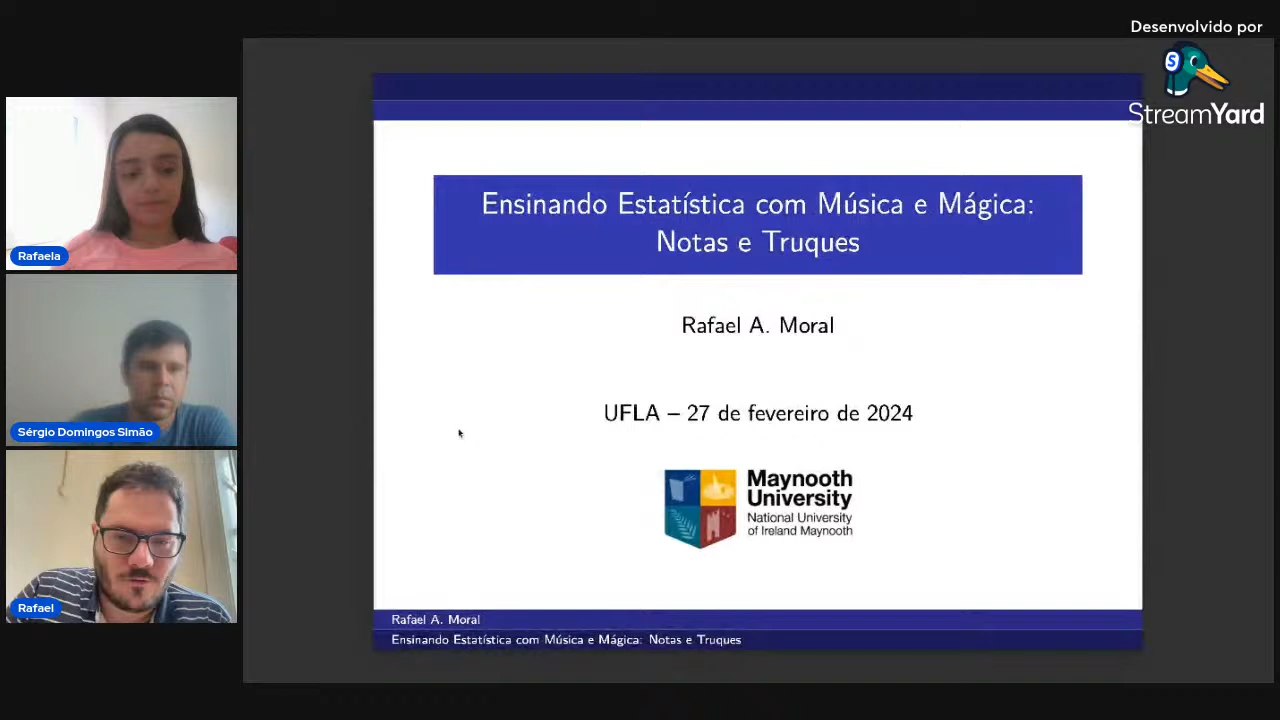 Desenvolvido por
StreamYard
Rafaela
Sérgio Domingos Simão
Rafael
Ensinando Estatística com Música e Mágica:
Notas e Truques
Rafael A. Moral
UFLA – 27 de fevereiro de 2024
Maynooth
University
National University
of Ireland Maynooth
Rafael A. Moral
Ensinando Estatística com Música e Mágica: Notas e Truques